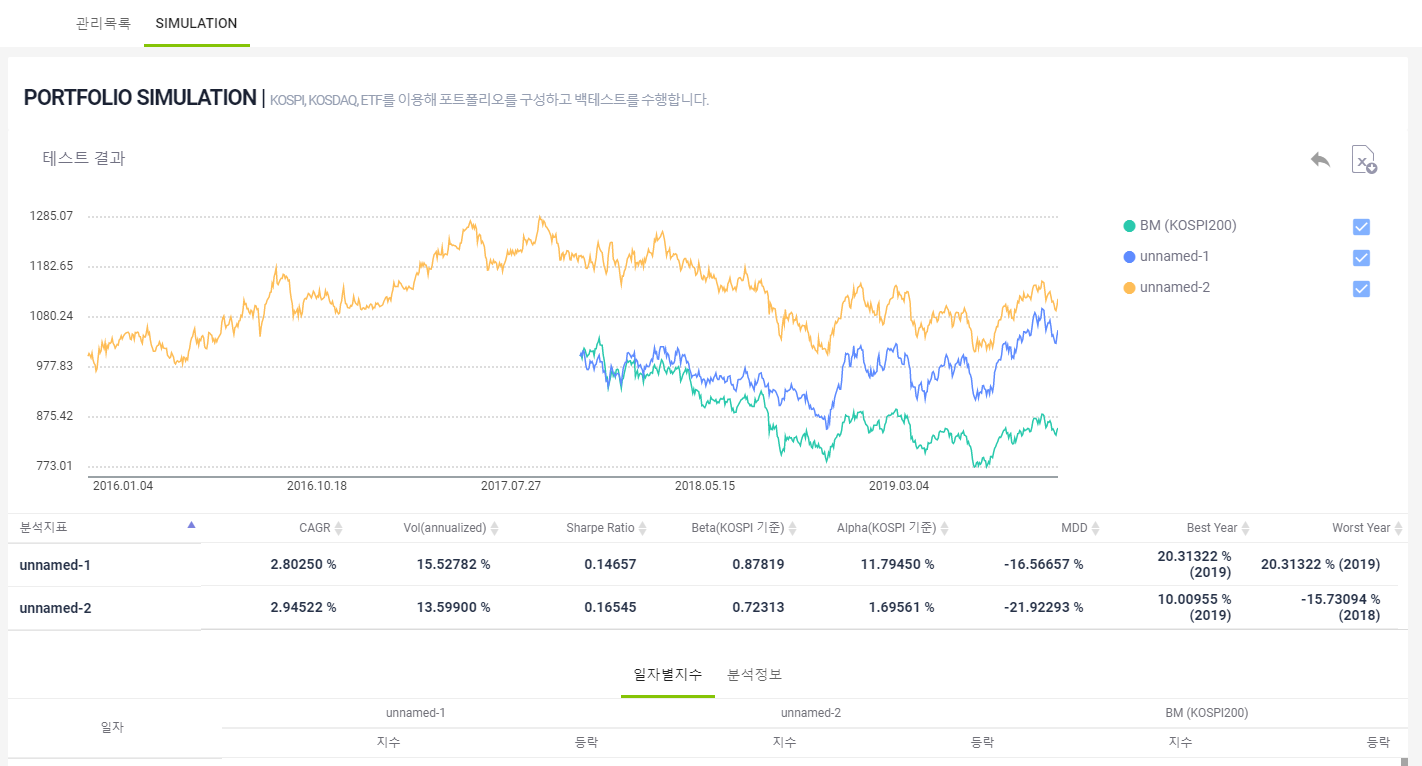 관리목록 SIMULATION
PORTFOLIO SIMULATION | KOSPI, KOSDAQ, ETF를 이용해 포트폴리오를 구성하고 백테스트를 수행합니다.
테스트 결과
1285.07
1182.65
1080.24
977.83
875.42
773.01
2016.01.04 2016.10.18 2017.07.27 2018.05.15 2019.03.04
BM (KOSPI200)
unnamed-1
unnamed-2
분석지표 CAGR Vol(annualized) Sharpe Ratio Beta(KOSPI 기준) Alpha(KOSPI 기준) MDD Best Year Worst Year
unnamed-1 2.80250 % 15.52782 % 0.14657 0.87819 11.79450 % -16.56657 % 20.31322 % (2019) 20.31322 % (2019)
unnamed-2 2.94522 % 13.59900 % 0.16545 0.72313 1.69561 % -21.92293 % 10.00955 % (2019) -15.73094 % (2018)
일자별지수 분석정보
일자 unnamed-1 unnamed-2 BM (KOSPI200)
지수 등락 지수 등락 지수 등락